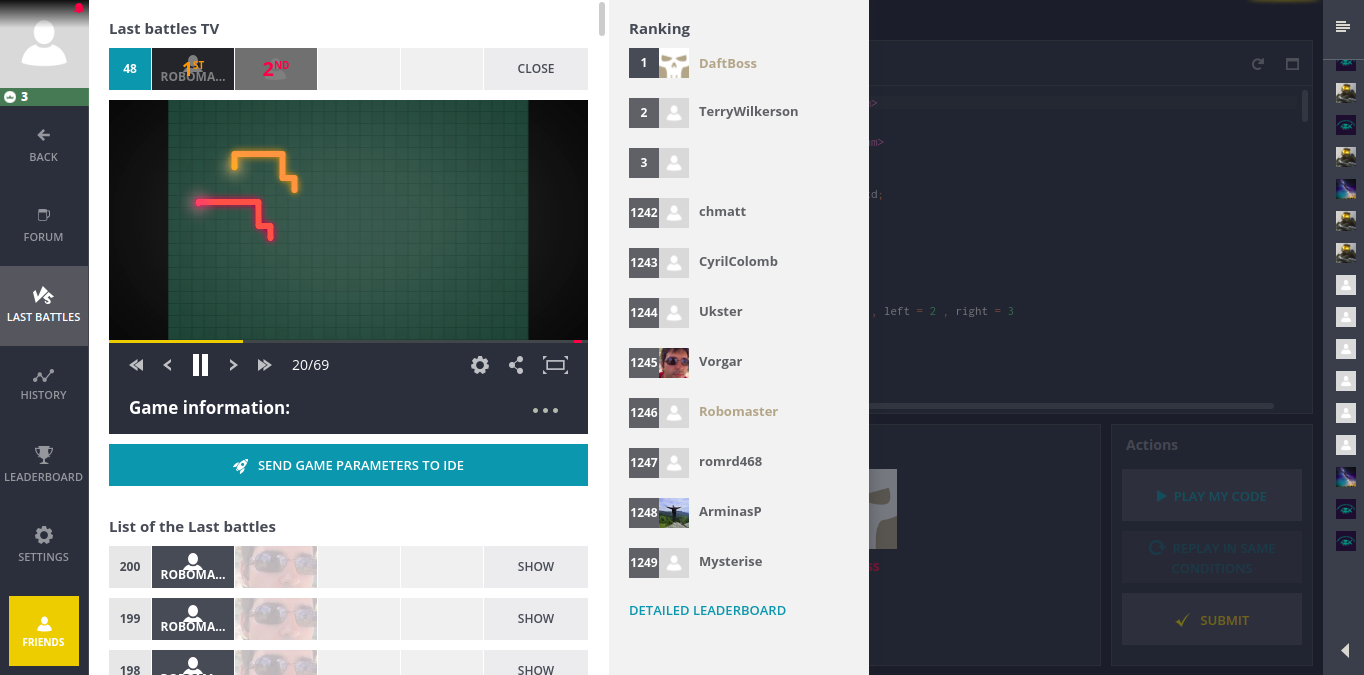 3
BACK
FORUM
LAST BATTLES
HISTORY
LEADERBOARD
SETTINGS
FRIENDS
Last battles TV
48
1ST
ROBOMA...
2ND
CLOSE
20/69
Game information:
SEND GAME PARAMETERS TO IDE
List of the Last battles
200
ROBOMA...
SHOW
199
ROBOMA...
SHOW
198
SHOW
Ranking
1
DaftBoss
2
TerryWilkerson
3
1242
chmatt
1243
CyrilColomb
1244
Ukster
1245
Vorgar
1246
Robomaster
1247
romrd468
1248
ArminasP
1249
Mysterise
DETAILED LEADERBOARD
, left = 2 , right = 3
Actions
PLAY MY CODE
REPLAY IN SAME
CONDITIONS
SUBMIT